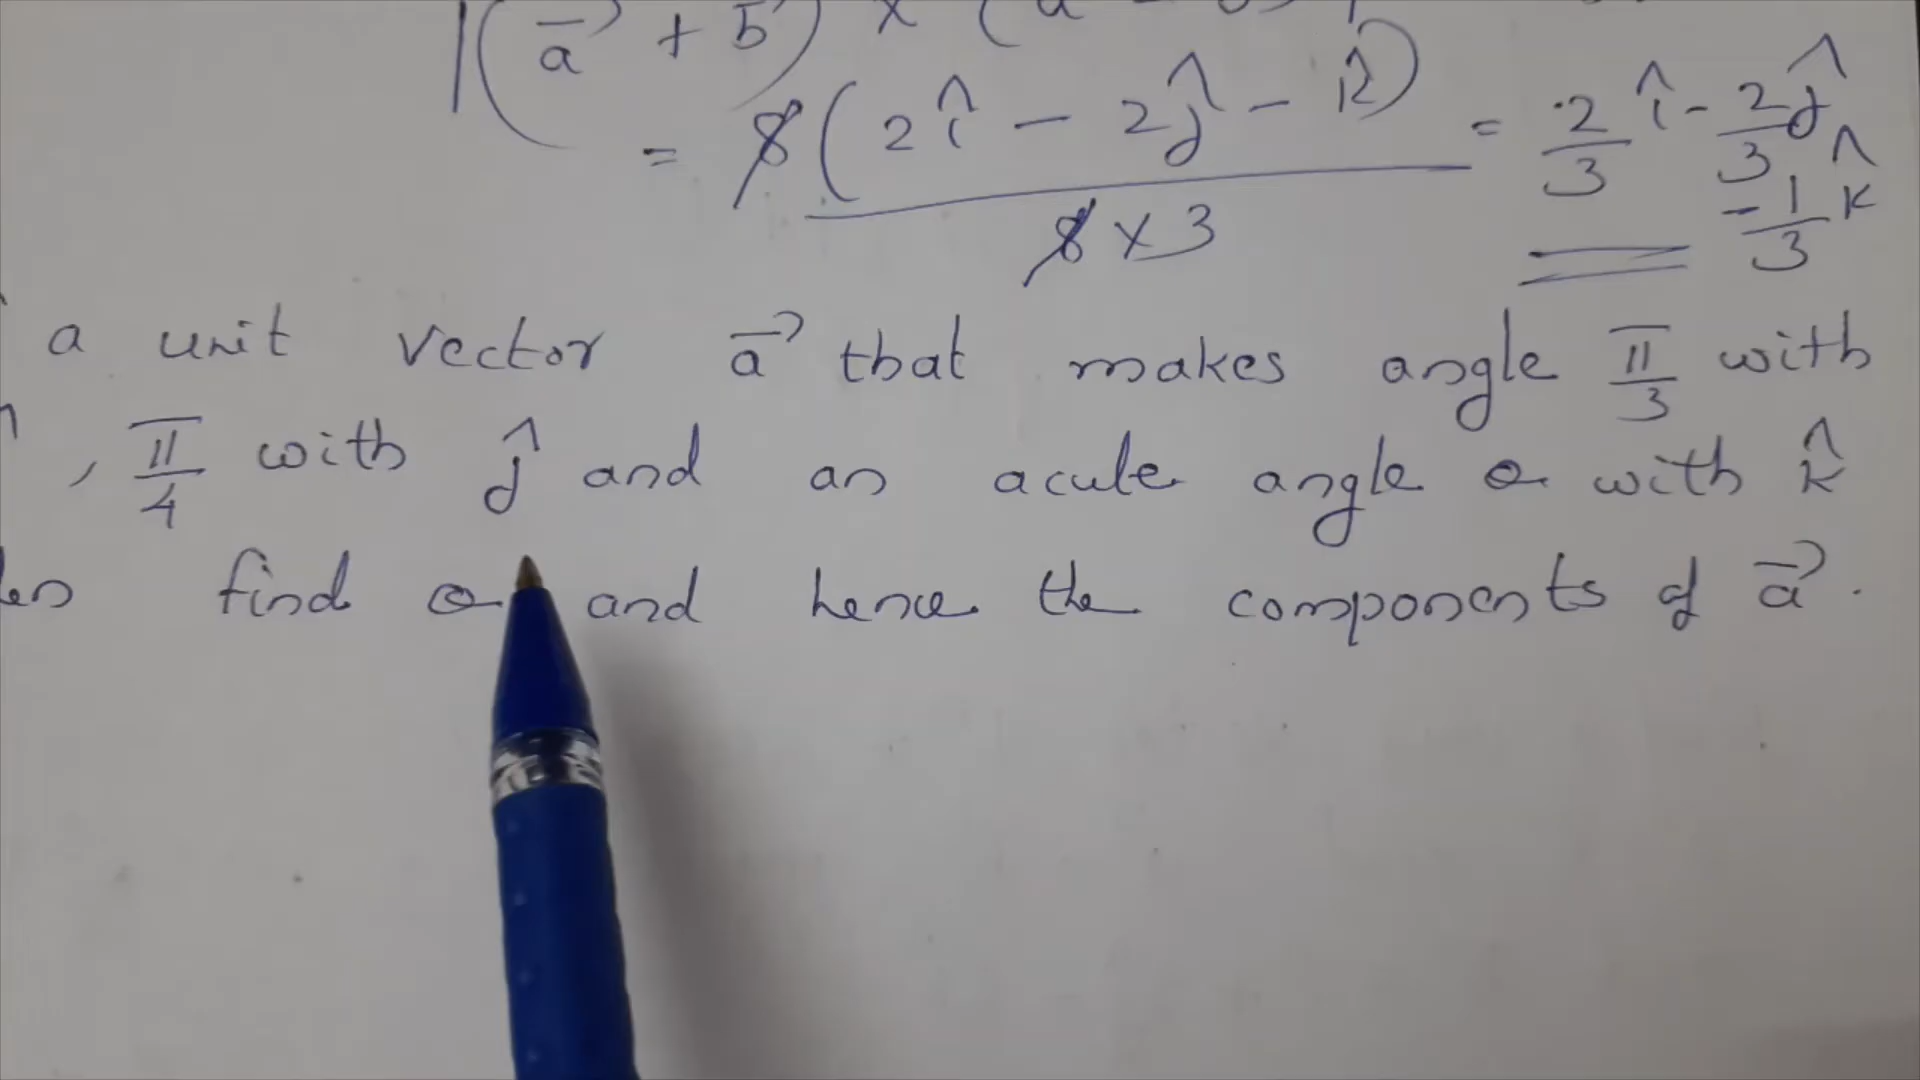 |(a⃗ + b⃗) × (a⃗
= 8(2î − 2ĵ − k̂) / 8×3 = 2/3 î − 2/3 ĵ − 1/3 k̂
a unit vector a⃗ that makes angle π/3 with
, π/4 with ĵ and an acute angle θ with k̂
find θ and hence the components of a⃗.